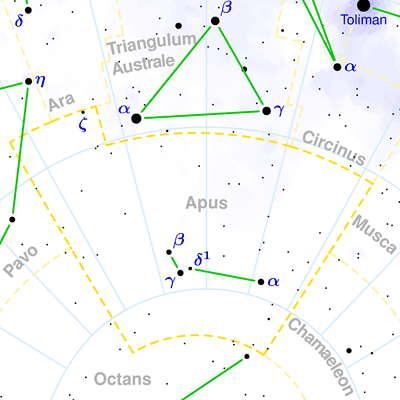 β
δ
Toliman
Triangulum
Australe
α
η
Ara
α
γ
ζ
Circinus
Apus
Musca
β
δ¹
Pavo
γ
α
Chamaeleon
Octans